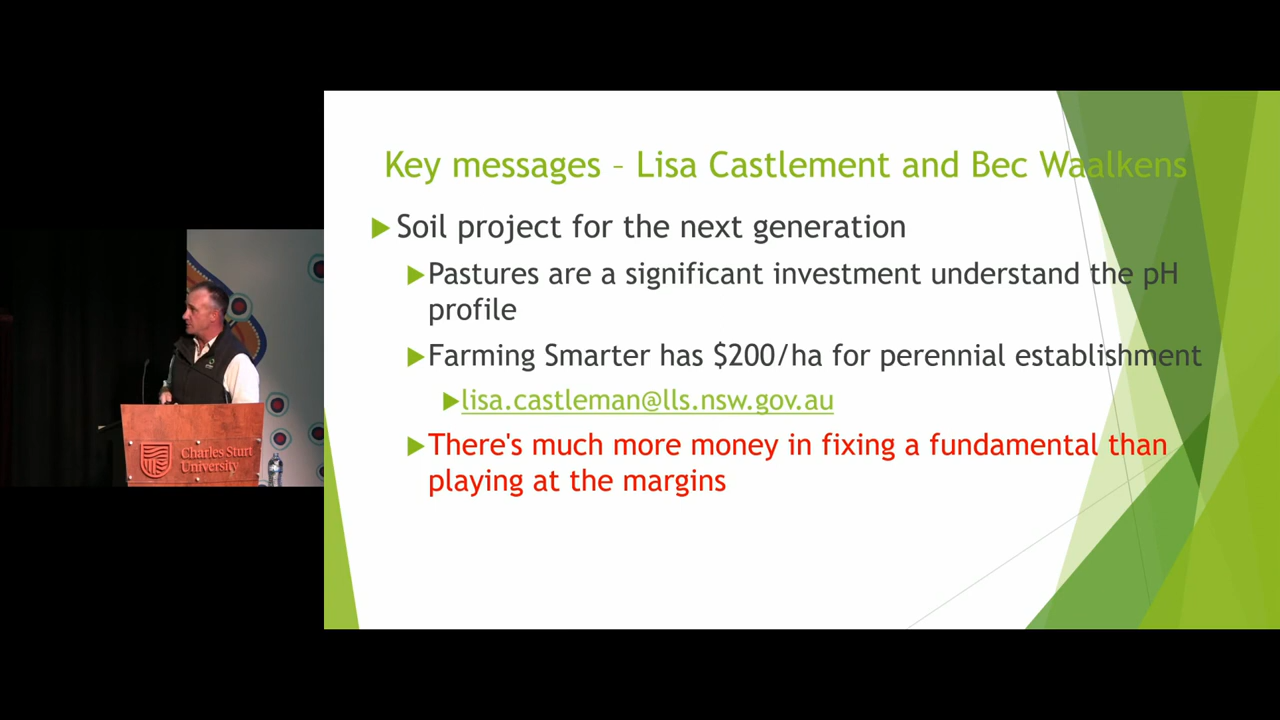 Key messages – Lisa Castlement and Bec Waalkens
Soil project for the next generation
Pastures are a significant investment understand the pH
profile
Farming Smarter has $200/ha for perennial establishment
lisa.castleman@lls.nsw.gov.au
There's much more money in fixing a fundamental than
playing at the margins
Charles Sturt
University